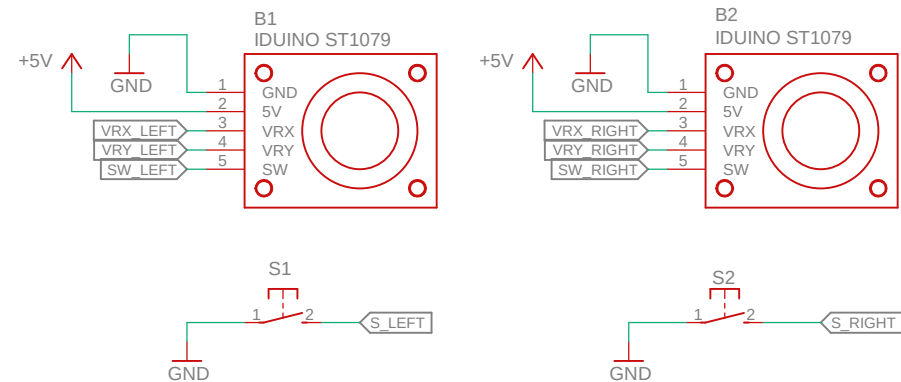 B1
IDUINO ST1079
+5V
GND
1 GND
2 5V
VRX_LEFT 3 VRX
VRY_LEFT 4 VRY
SW_LEFT 5 SW
B2
IDUINO ST1079
+5V
GND
1 GND
2 5V
VRX_RIGHT 3 VRX
VRY_RIGHT 4 VRY
SW_RIGHT 5 SW
S1
1 2 S_LEFT
GND
S2
1 2 S_RIGHT
GND